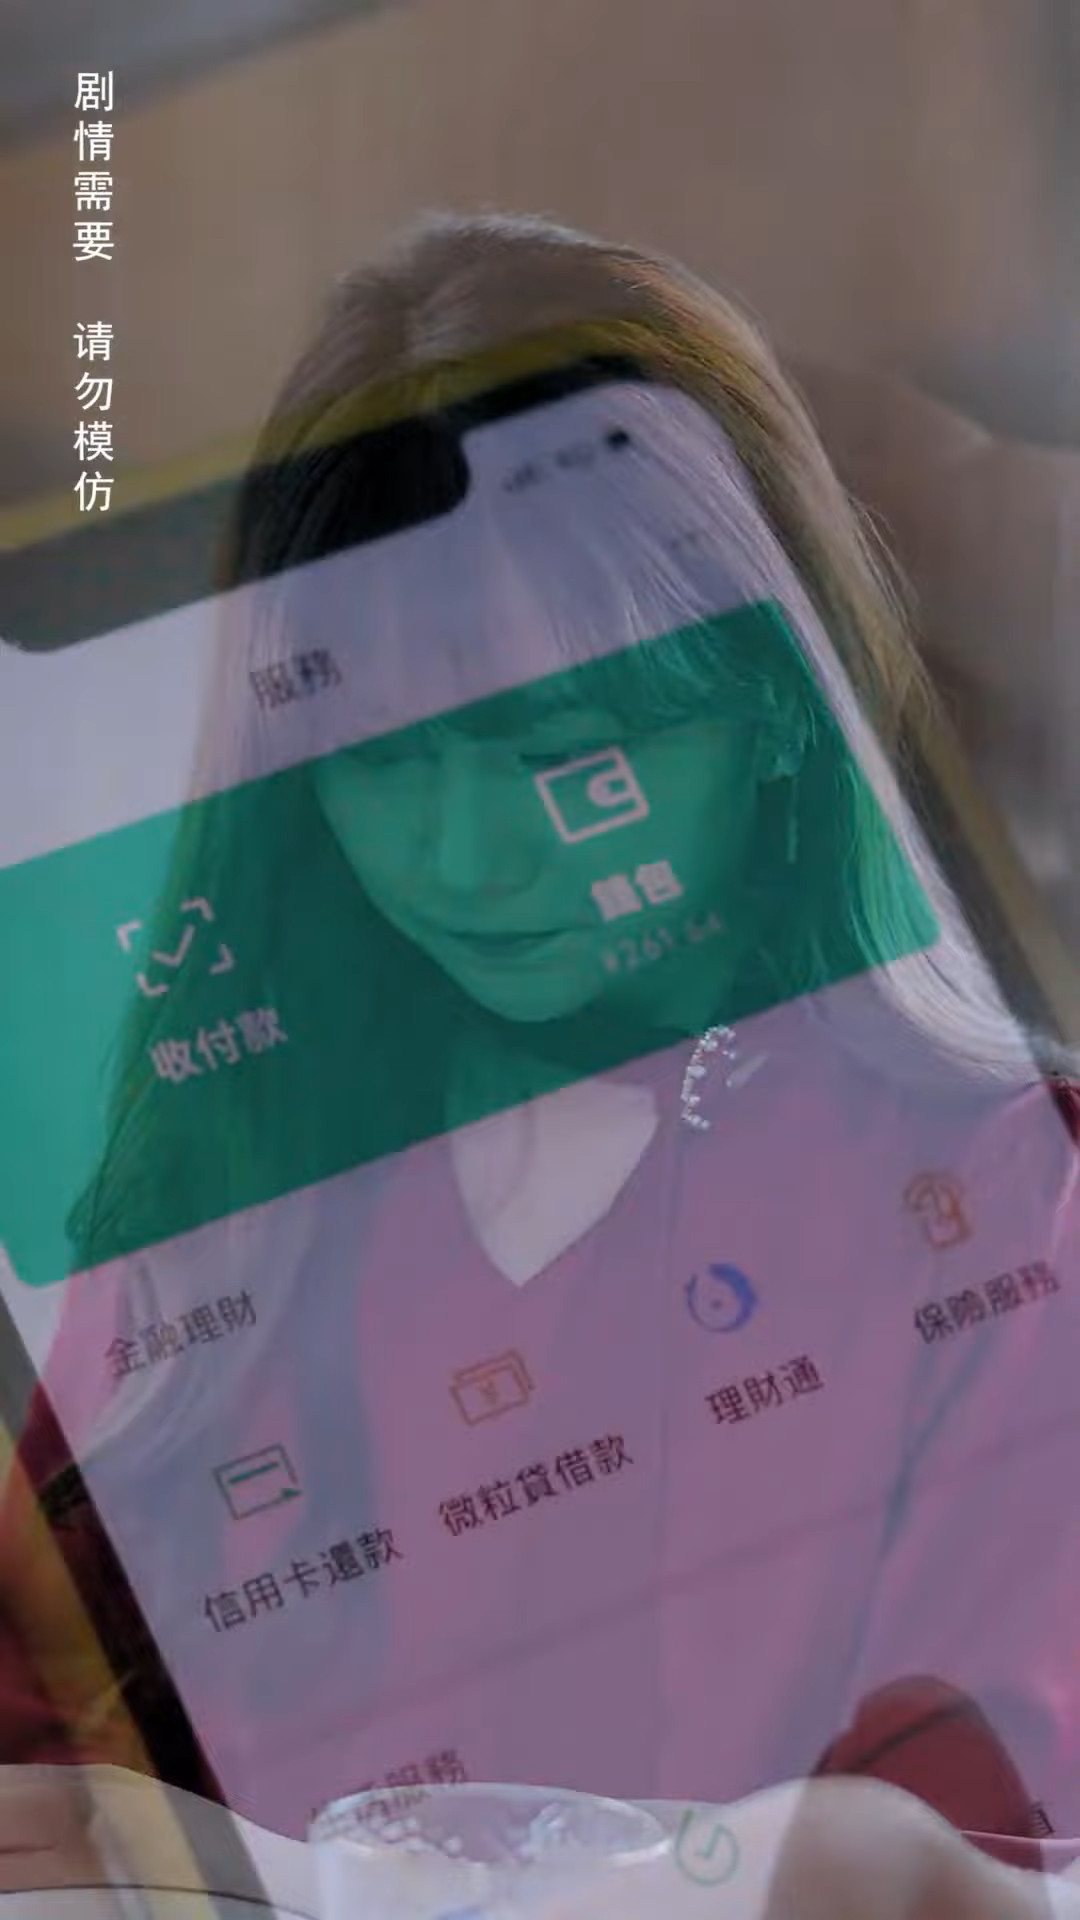 剧情需要 请勿模仿
服務
錢包
收付款
金融理財
保險服務
理財通
微粒貸借款
信用卡還款